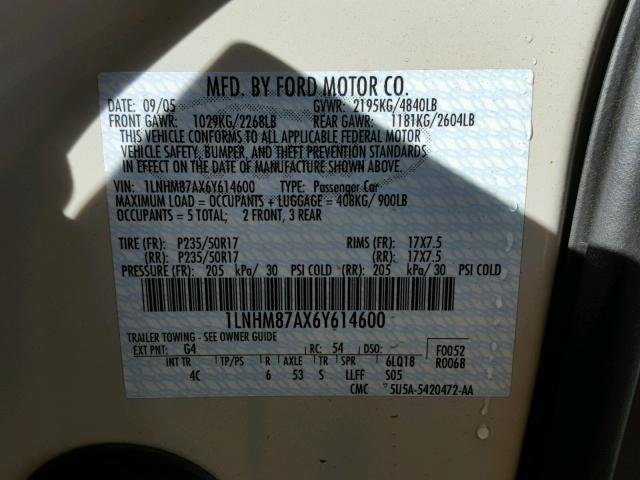 MFD. BY FORD MOTOR CO.
DATE: 09/05 GVWR: 2195KG/4840LB
FRONT GAWR: 1029KG/2268LB REAR GAWR: 1181KG/2604LB
THIS VEHICLE CONFORMS TO ALL APPLICABLE FEDERAL MOTOR
VEHICLE SAFETY, BUMPER, AND THEFT PREVENTION STANDARDS
IN EFFECT ON THE DATE OF MANUFACTURE SHOWN ABOVE.
VIN: 1LNHM87AX6Y614600 TYPE: Passenger Car
MAXIMUM LOAD = OCCUPANTS + LUGGAGE = 408KG/ 900LB
OCCUPANTS = 5 TOTAL; 2 FRONT, 3 REAR
TIRE (FR): P235/50R17 RIMS (FR): 17X7.5
(RR): P235/50R17 (RR): 17X7.5
PRESSURE (FR): 205 kPa/ 30 PSI COLD (RR): 205 kPa/ 30 PSI COLD
1LNHM87AX6Y614600
TRAILER TOWING - SEE OWNER GUIDE
EXT PNT: G4 RC: 54 DSO: F0052
INT TR TP/PS R AXLE TR SPR 6LQ18 R0068
4C 6 53 S LLFF S05
CMC 5U5A-5420472-AA